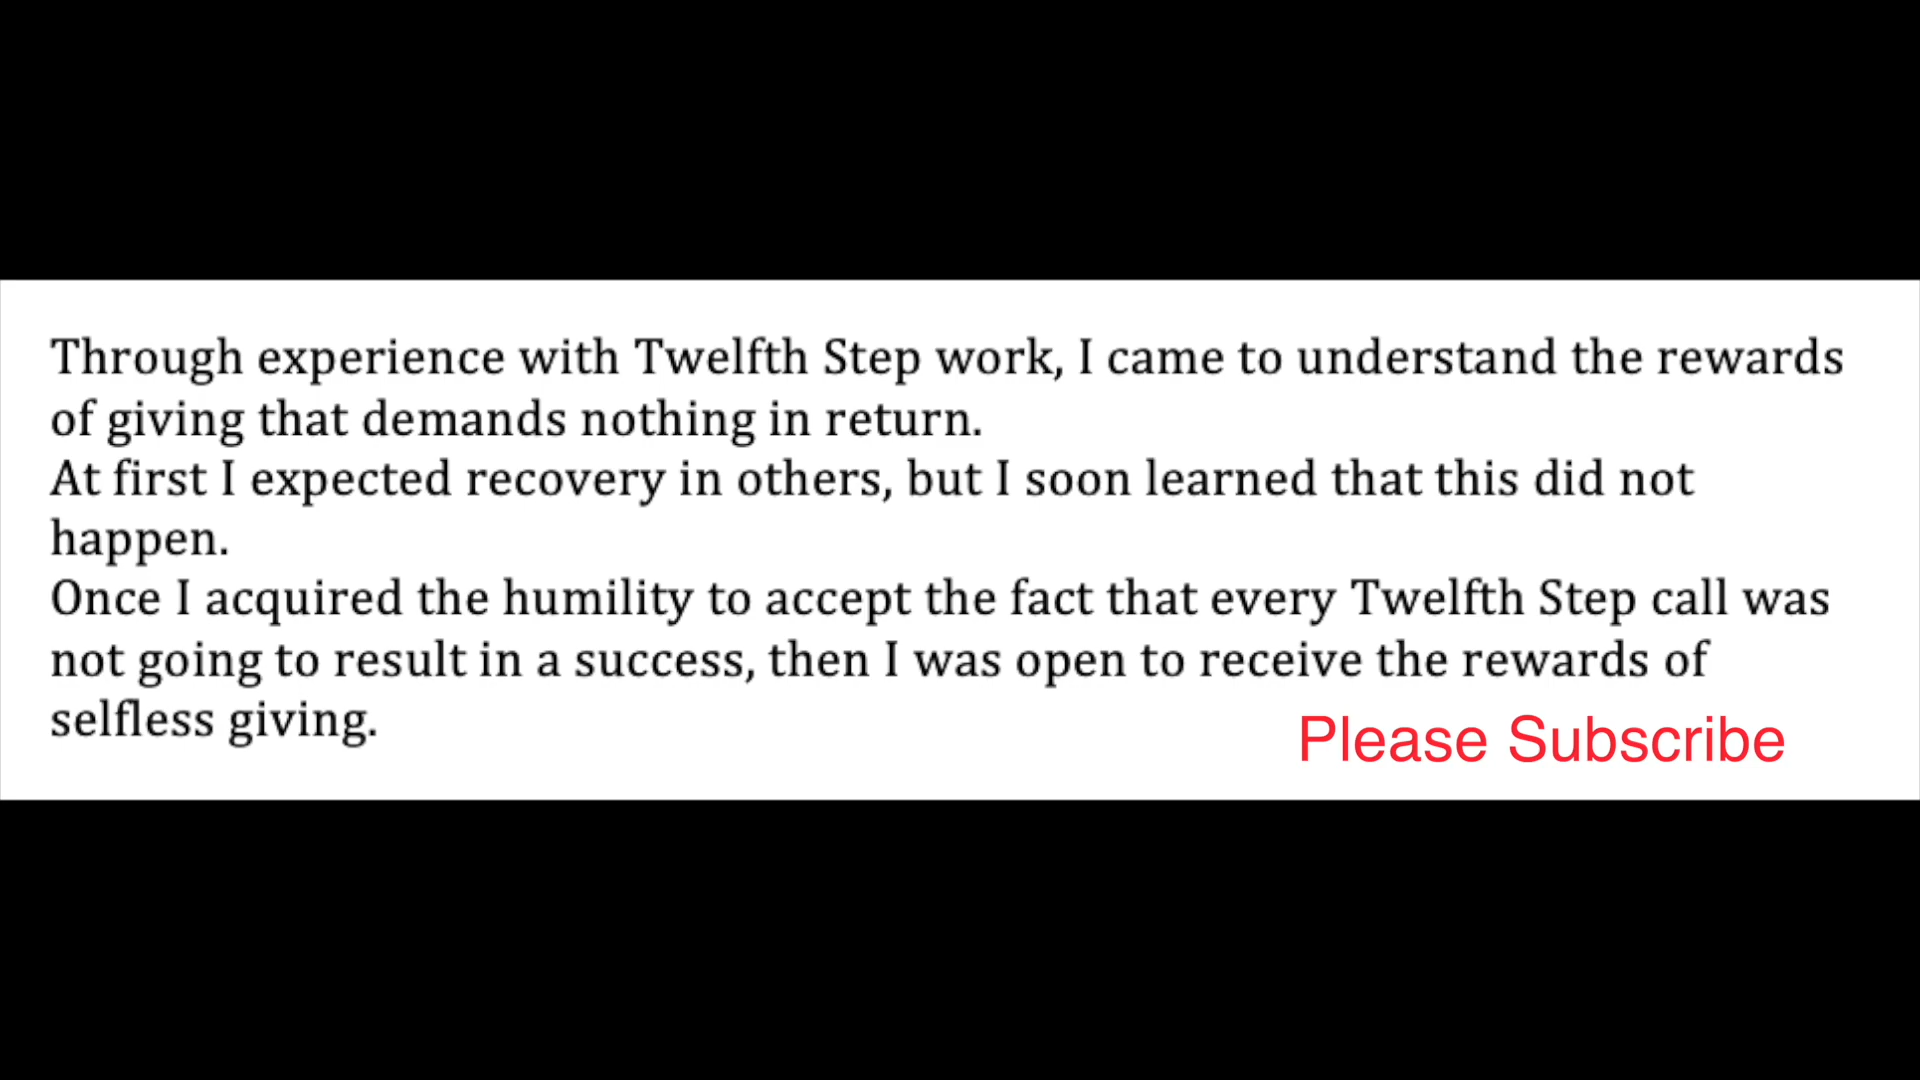 Through experience with Twelfth Step work, I came to understand the rewards
of giving that demands nothing in return.
At first I expected recovery in others, but I soon learned that this did not
happen.
Once I acquired the humility to accept the fact that every Twelfth Step call was
not going to result in a success, then I was open to receive the rewards of
selfless giving.
Please Subscribe